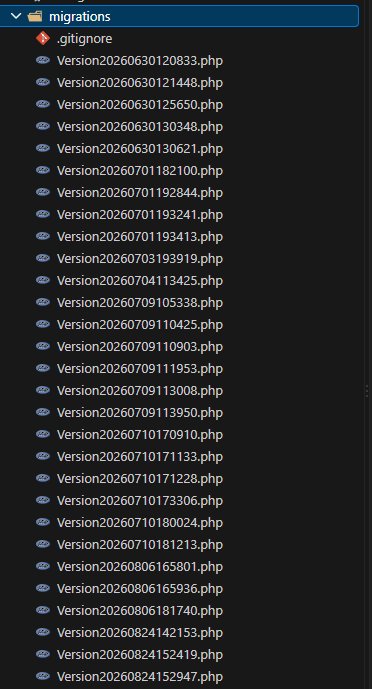 migrations
.gitignore
Version20260630120833.php
Version20260630121448.php
Version20260630125650.php
Version20260630130348.php
Version20260630130621.php
Version20260701182100.php
Version20260701192844.php
Version20260701193241.php
Version20260701193413.php
Version20260703193919.php
Version20260704113425.php
Version20260709105338.php
Version20260709110425.php
Version20260709110903.php
Version20260709111953.php
Version20260709113008.php
Version20260709113950.php
Version20260710170910.php
Version20260710171133.php
Version20260710171228.php
Version20260710173306.php
Version20260710180024.php
Version20260710181213.php
Version20260806165801.php
Version20260806165936.php
Version20260806181740.php
Version20260824142153.php
Version20260824152419.php
Version20260824152947.php